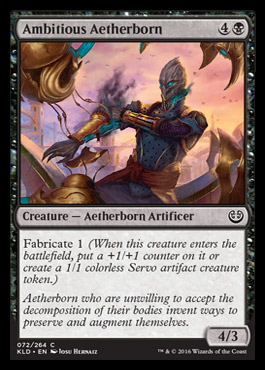 Ambitious Aetherborn 4
Creature — Aetherborn Artificer
Fabricate 1 (When this creature enters the
battlefield, put a +1/+1 counter on it or
create a 1/1 colorless Servo artifact creature
token.)
Aetherborn who are unwilling to accept the
decomposition of their bodies invent ways to
preserve and augment themselves.
4/3
072/264 C
KLD • EN Iosu Hernaiz
™ & © 2016 Wizards of the Coast